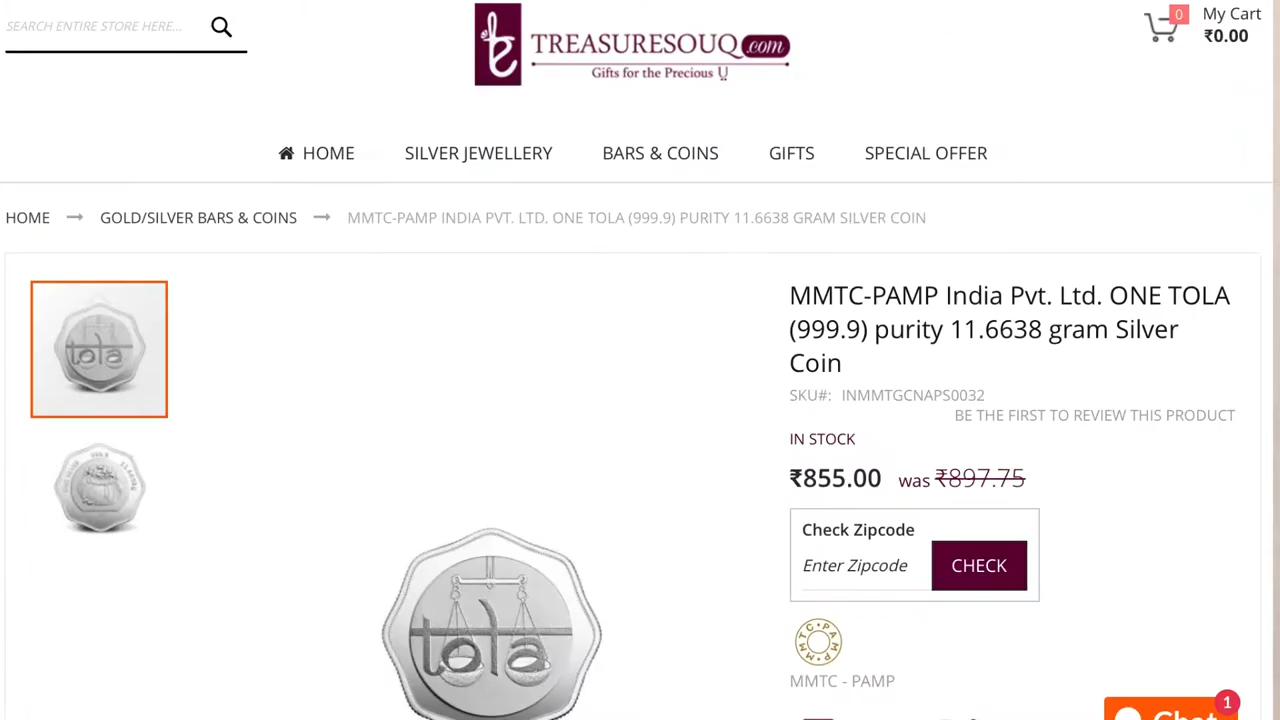 SEARCH ENTIRE STORE HERE...
TREASURESOUQ.com
Gifts for the Precious U
0
My Cart
₹0.00
HOME
SILVER JEWELLERY
BARS & COINS
GIFTS
SPECIAL OFFER
HOME
GOLD/SILVER BARS & COINS
MMTC-PAMP INDIA PVT. LTD. ONE TOLA (999.9) PURITY 11.6638 GRAM SILVER COIN
tola
tola
MMTC-PAMP India Pvt. Ltd. ONE TOLA
(999.9) purity 11.6638 gram Silver
Coin
SKU#: INMMTGCNAPS0032
BE THE FIRST TO REVIEW THIS PRODUCT
IN STOCK
₹855.00 was ₹897.75
Check Zipcode
Enter Zipcode
CHECK
MMTC PAMP
MMTC - PAMP
1
Chat